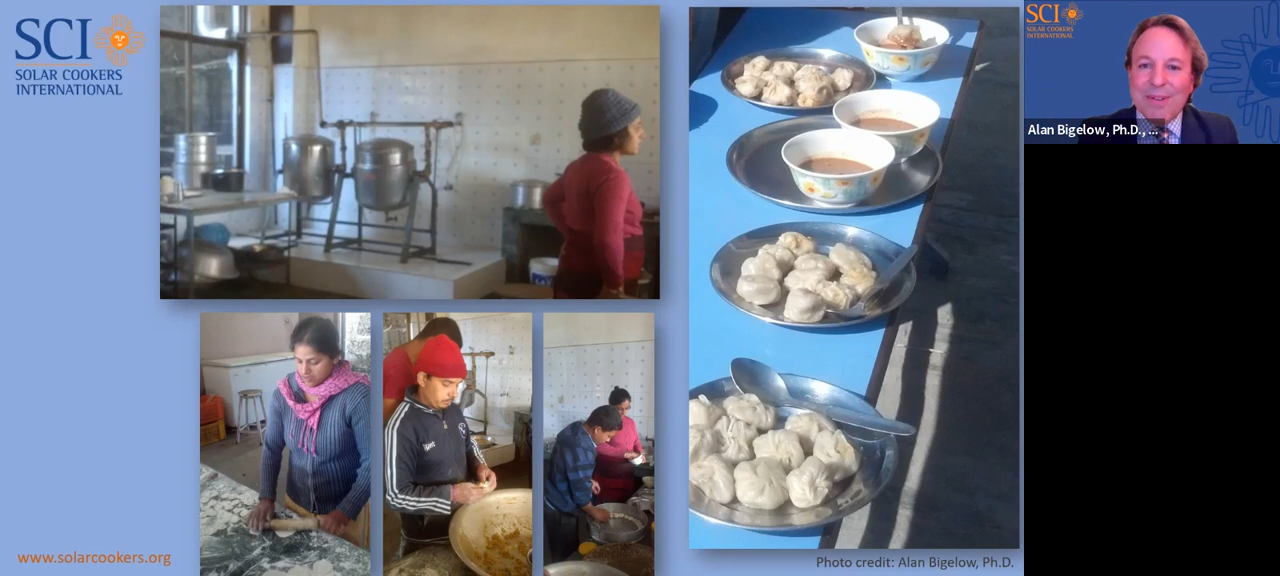 SCI
SOLAR COOKERS
INTERNATIONAL
SCI
SOLAR COOKERS
INTERNATIONAL
Alan Bigelow, Ph.D., ...
www.solarcookers.org
Photo credit: Alan Bigelow, Ph.D.